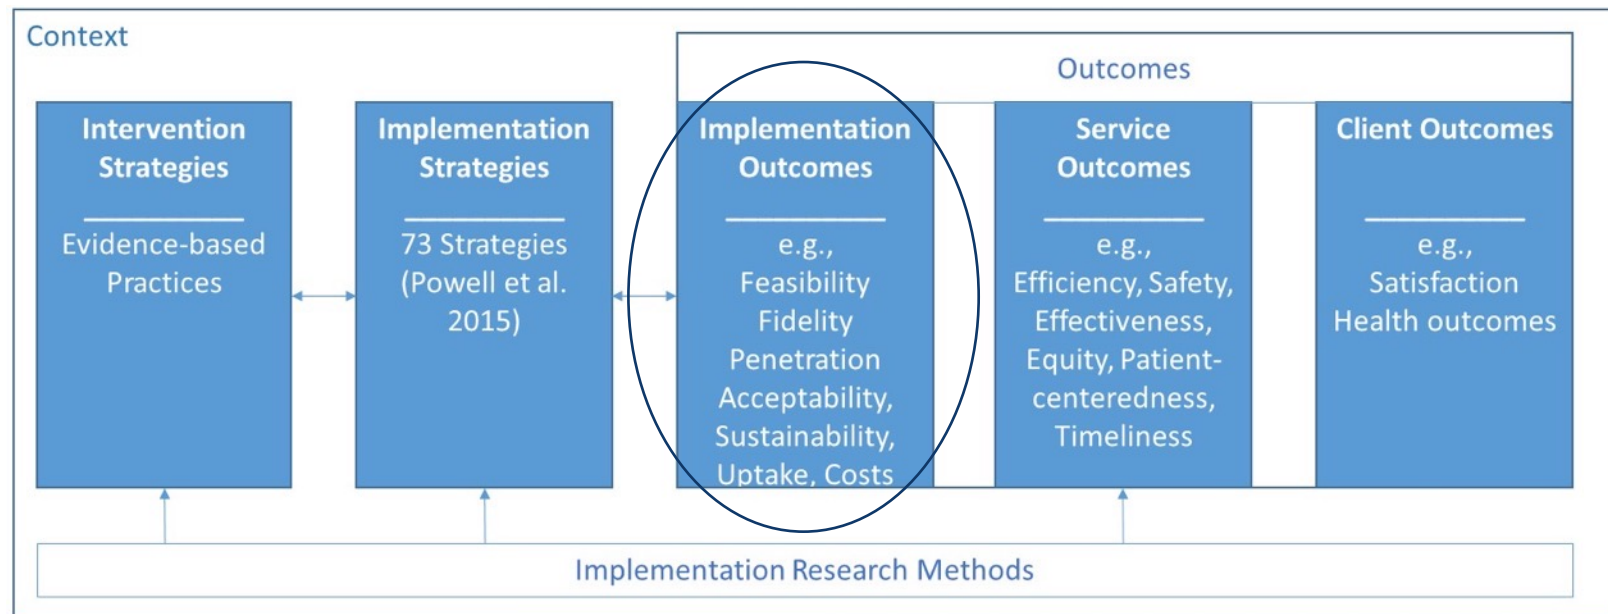 Context
Outcomes
Intervention
Strategies
Evidence-based
Practices
Implementation
Strategies
73 Strategies
(Powell et al.
2015)
Implementation
Outcomes
e.g.,
Feasibility
Fidelity
Penetration
Acceptability,
Sustainability,
Uptake, Costs
Service
Outcomes
e.g.,
Efficiency, Safety,
Effectiveness,
Equity, Patient-
centeredness,
Timeliness
Client Outcomes
e.g.,
Satisfaction
Health outcomes
Implementation Research Methods